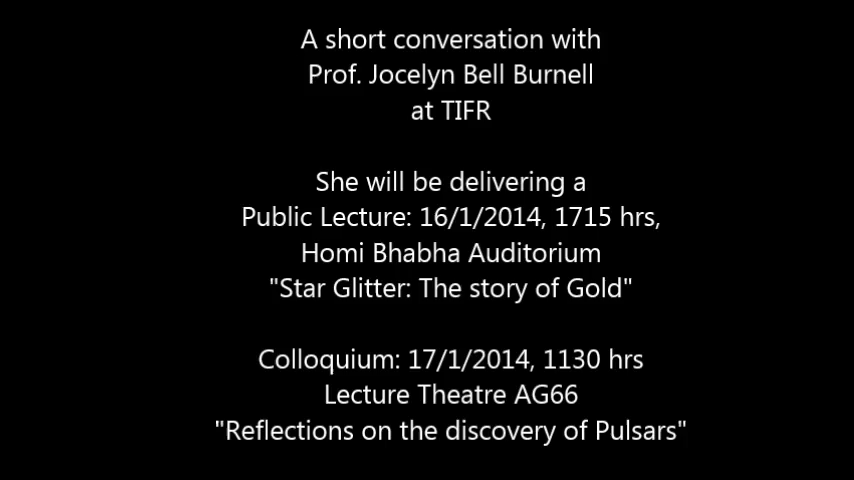 A short conversation with
Prof. Jocelyn Bell Burnell
at TIFR
She will be delivering a
Public Lecture: 16/1/2014, 1715 hrs,
Homi Bhabha Auditorium
"Star Glitter: The story of Gold"
Colloquium: 17/1/2014, 1130 hrs
Lecture Theatre AG66
"Reflections on the discovery of Pulsars"